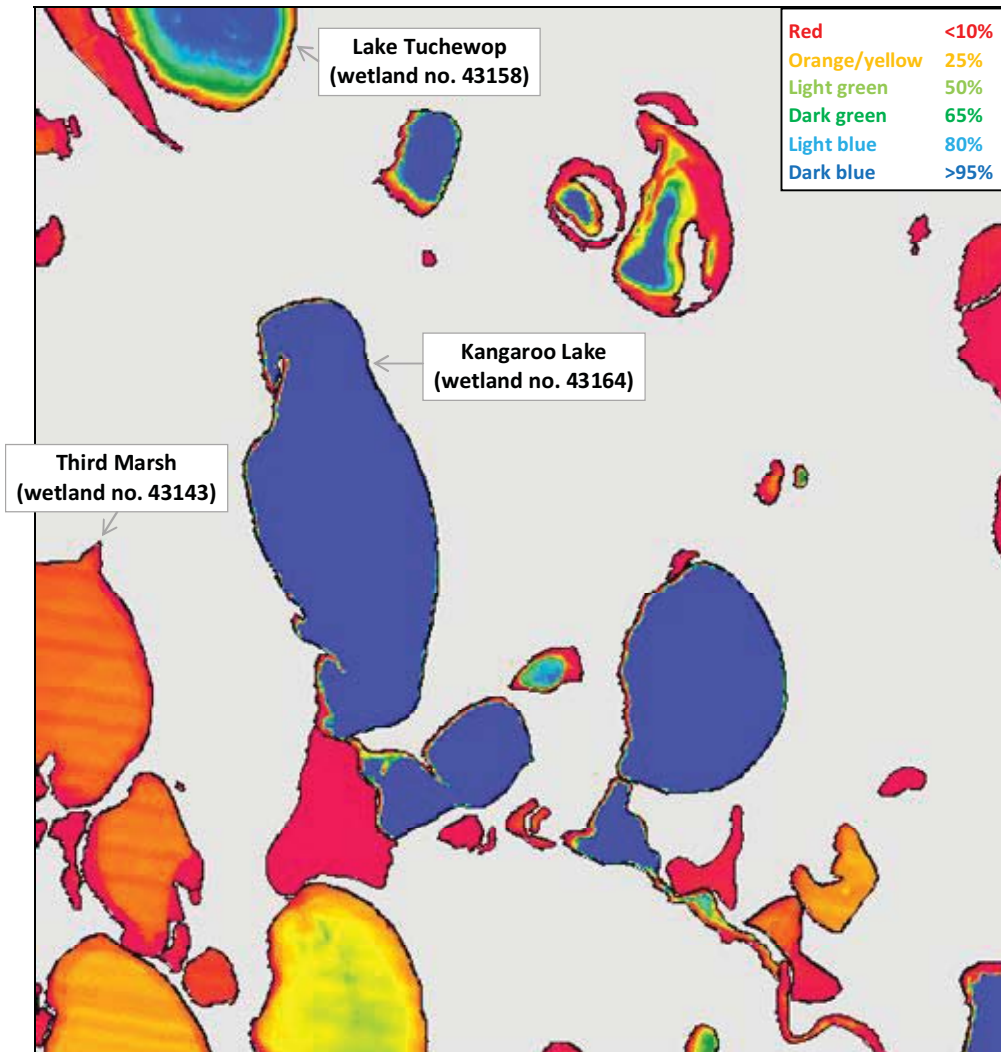 Lake Tuchewop
(wetland no. 43158)
Red <10%
Orange/yellow 25%
Light green 50%
Dark green 65%
Light blue 80%
Dark blue >95%
Kangaroo Lake
(wetland no. 43164)
Third Marsh
(wetland no. 43143)